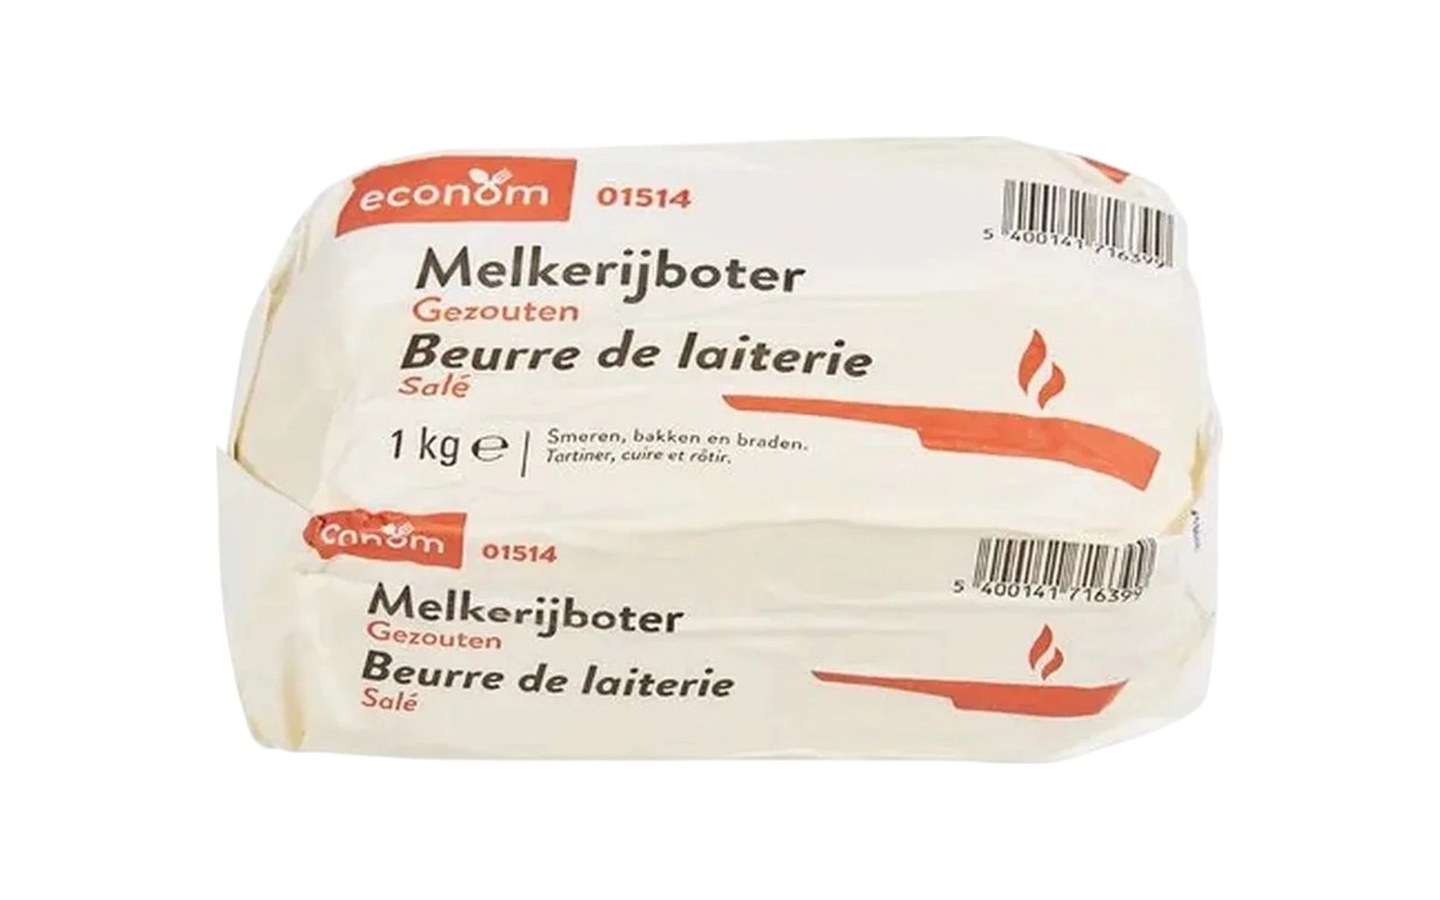 econom 01514
5 400141 716399
Melkerijboter
Gezouten
Beurre de laiterie
Salé
1 kg ℮
Smeren, bakken en braden.
Tartiner, cuire et rôtir.
econom 01514
5 400141 716399
Melkerijboter
Gezouten
Beurre de laiterie
Salé